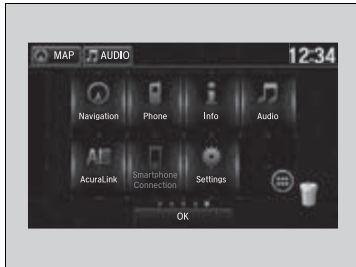 MAP AUDIO 12:34
Navigation Phone Info Audio
AcuraLink Smartphone Connection Settings
OK